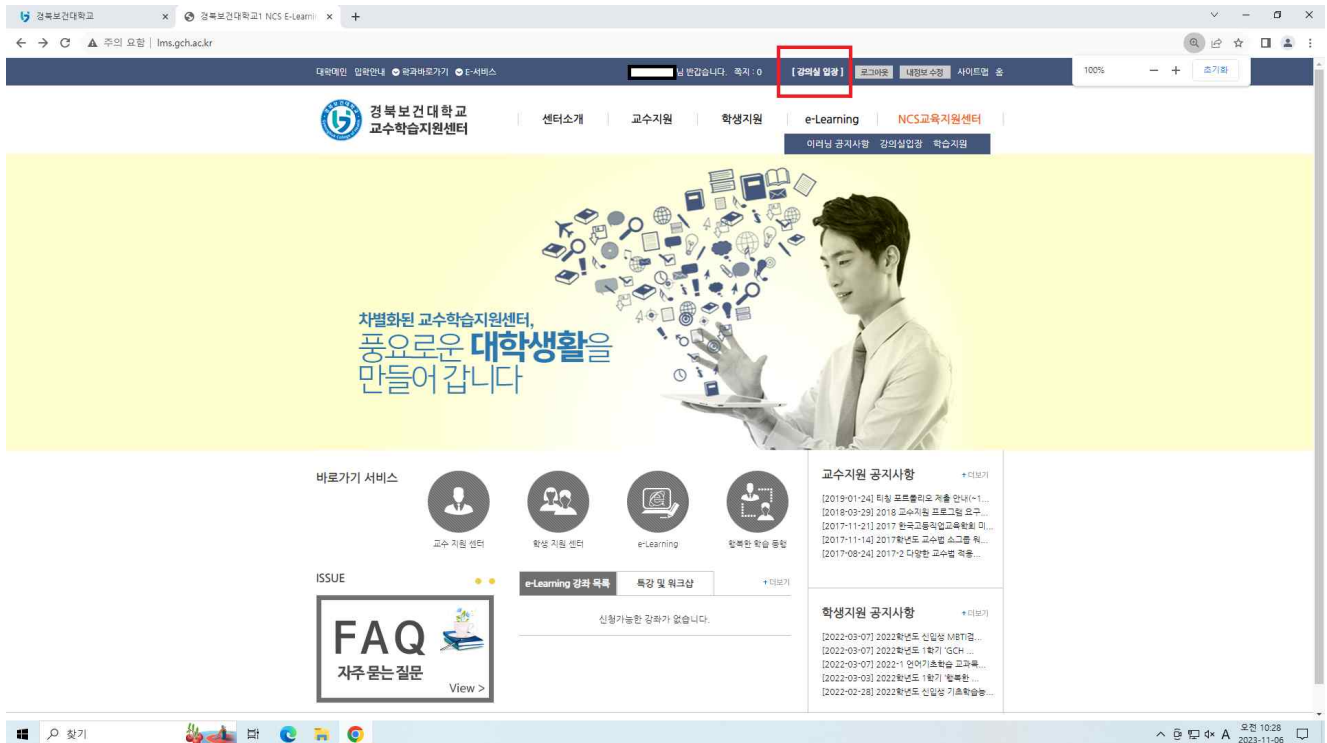 경북보건대학교
경북보건대학교1 NCS E-Learni
주의 요함 | lms.gch.ac.kr
대학메인 입학안내 학과바로가기 E-서비스
님 반갑습니다. 쪽지 : 0 [ 강의실 입장 ] 로그아웃 내정보 수정 사이트맵 홈
100% - + 초기화
경북보건대학교
교수학습지원센터
센터소개 교수지원 학생지원 e-Learning NCS교육지원센터
이러닝 공지사항 강의실입장 학습지원
차별화된 교수학습지원센터,
풍요로운 대학생활을
만들어 갑니다
바로가기 서비스
교수 지원 센터 학생 지원 센터 e-Learning 행복한 학습 동행
교수지원 공지사항 +더보기
[2019-01-24] 티칭 포트폴리오 제출 안내(~1...
[2018-03-29] 2018 교수지원 프로그램 요구...
[2017-11-21] 2017 한국고등직업교육학회 미...
[2017-11-14] 2017학년도 교수법 소그룹 워...
[2017-08-24] 2017-2 다양한 교수법 적용...
ISSUE
FAQ
자주 묻는 질문
View >
e-Learning 강좌 목록 특강 및 워크샵 +더보기
신청가능한 강좌가 없습니다.
학생지원 공지사항 +더보기
[2022-03-07] 2022학년도 신입생 MBTI검...
[2022-03-07] 2022학년도 1학기 'GCH ...
[2022-03-07] 2022-1 언어기초학습 교과목...
[2022-03-03] 2022학년도 1학기 '행복한 ...
[2022-02-28] 2022학년도 신입생 기초학습능...
찾기
A 오전 10:28
2023-11-06